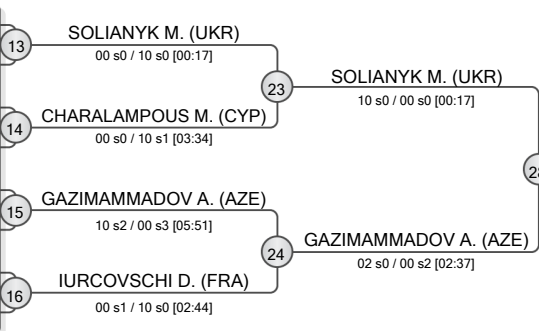 13
SOLIANYK M. (UKR)
00 s0 / 10 s0 [00:17]
23
SOLIANYK M. (UKR)
10 s0 / 00 s0 [00:17]
14
CHARALAMPOUS M. (CYP)
00 s0 / 10 s1 [03:34]
15
GAZIMAMMADOV A. (AZE)
10 s2 / 00 s3 [05:51]
24
GAZIMAMMADOV A. (AZE)
02 s0 / 00 s2 [02:37]
16
IURCOVSCHI D. (FRA)
00 s1 / 10 s0 [02:44]